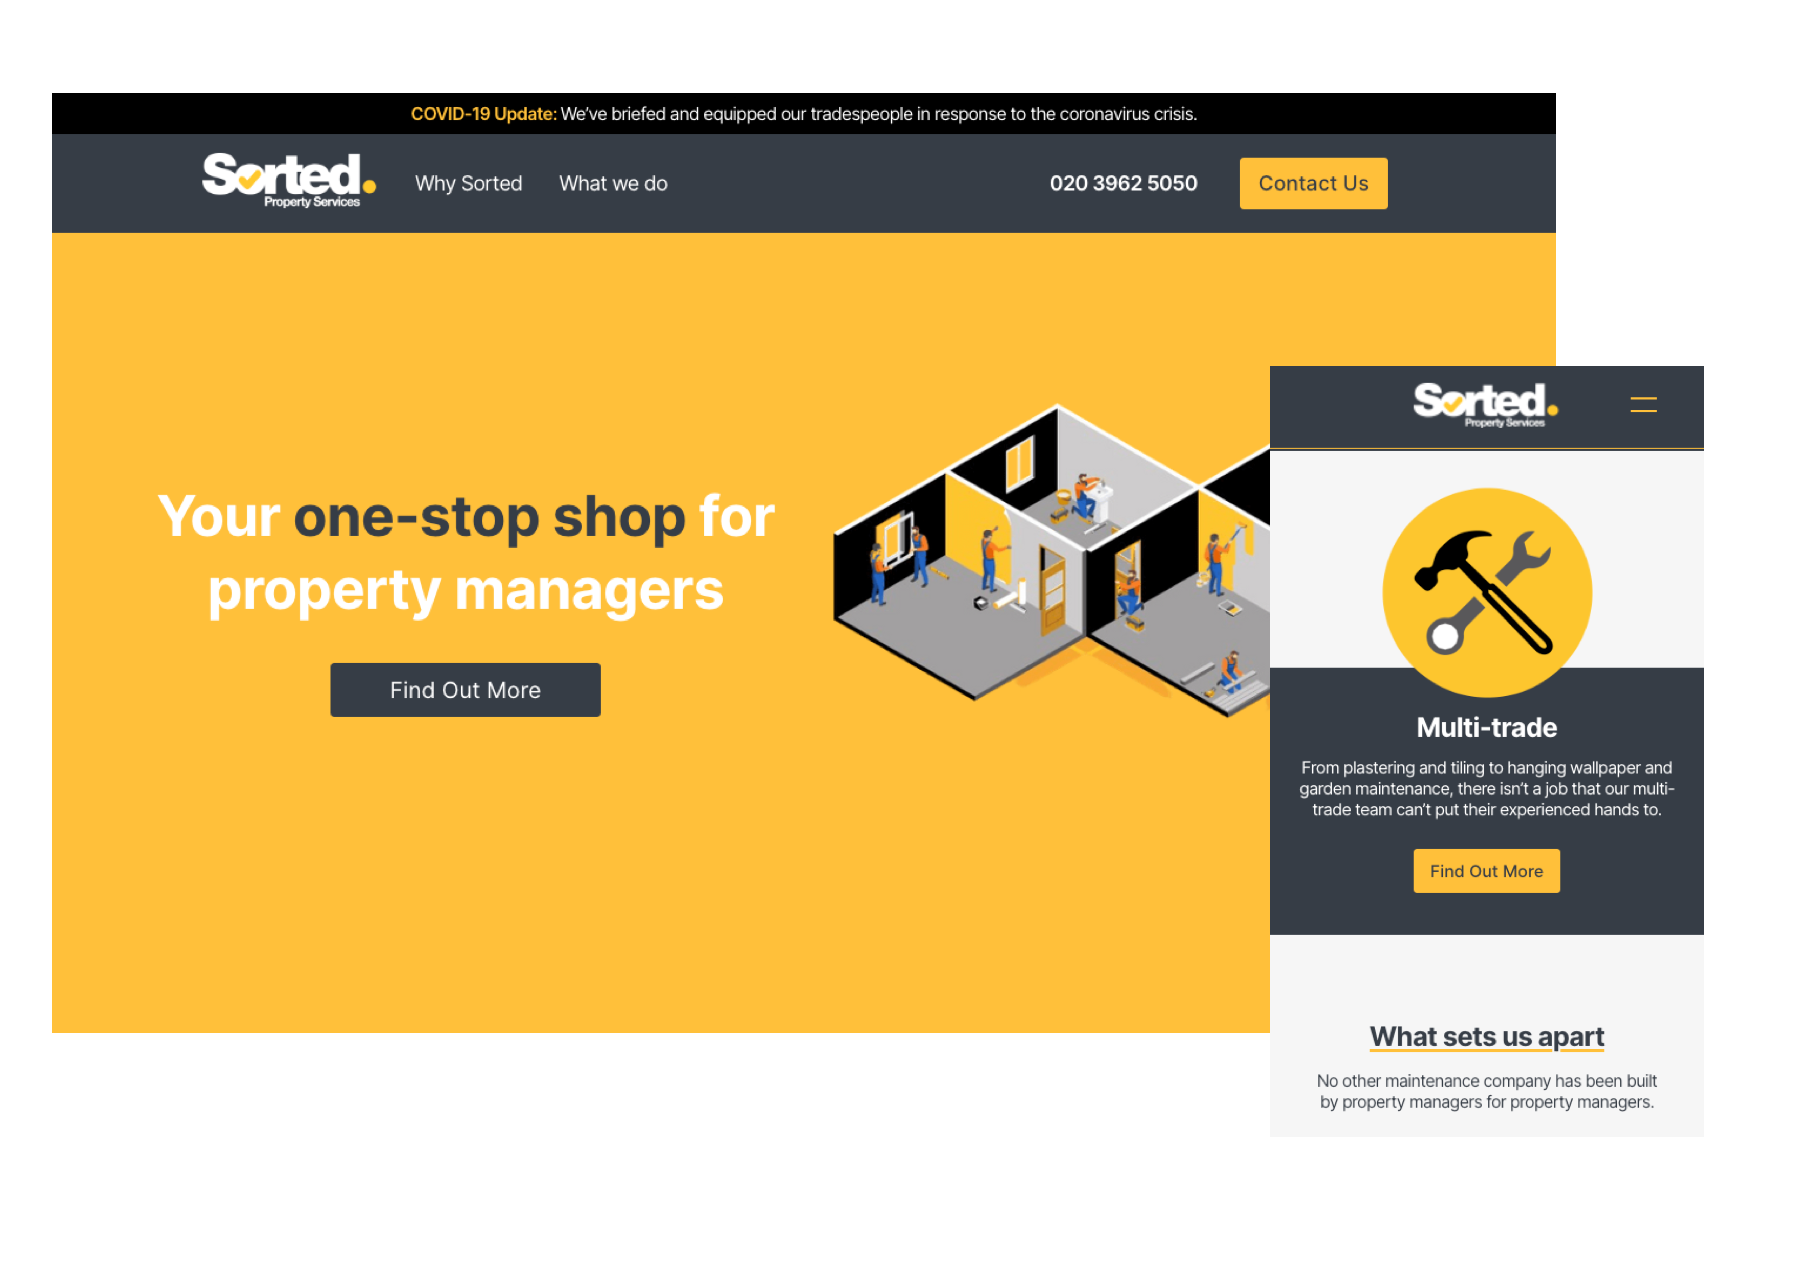 COVID-19 Update: We’ve briefed and equipped our tradespeople in response to the coronavirus crisis.
Sorted.
Property Services
Why Sorted
What we do
020 3962 5050
Contact Us
Your one-stop shop for
property managers
Find Out More
Sorted.
Property Services
Multi-trade
From plastering and tiling to hanging wallpaper and
garden maintenance, there isn’t a job that our multi-
trade team can’t put their experienced hands to.
Find Out More
What sets us apart
No other maintenance company has been built
by property managers for property managers.